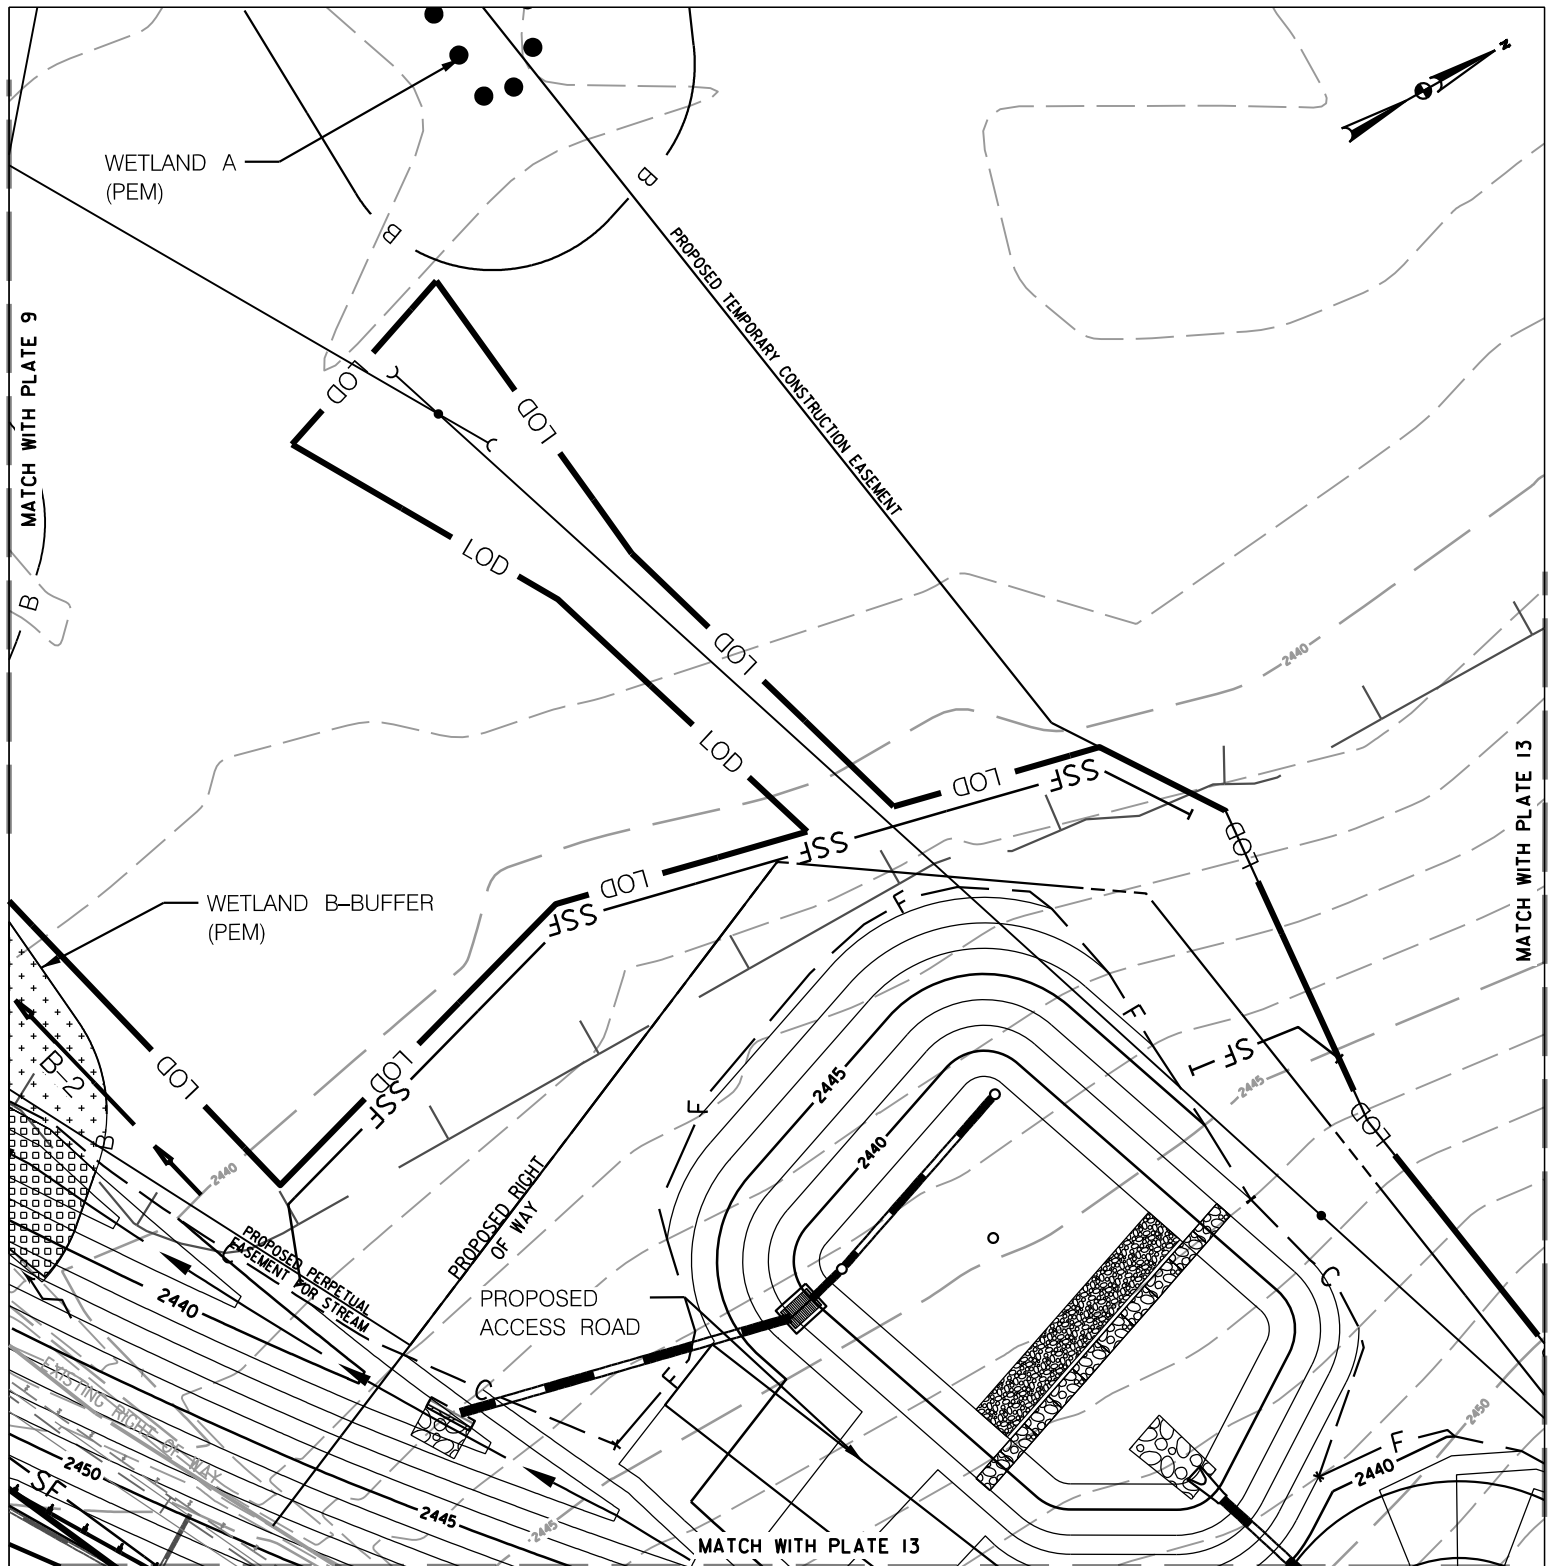 N
WETLAND A
(PEM)
B
B
PROPOSED TEMPORARY CONSTRUCTION EASEMENT
MATCH WITH PLATE 9
LOD
LOD
LOD
B
LOD
2440
LOD
LOD
SSF
MATCH WITH PLATE 13
SSF
LOD
LOD
SSF
WETLAND B-BUFFER
(PEM)
F
F
LOD
SSF
LOD
B-2
B
F
2445
SF
2445
LOD
2440
2440
PROPOSED RIGHT
OF WAY
PROPOSED PERPETUAL
EASEMENT FOR STREAM
C
2440
PROPOSED
ACCESS ROAD
C
EXISTING RIGHT OF WAY
C
F
2450
F
2440
2450
SF
2445
2445
MATCH WITH PLATE 13